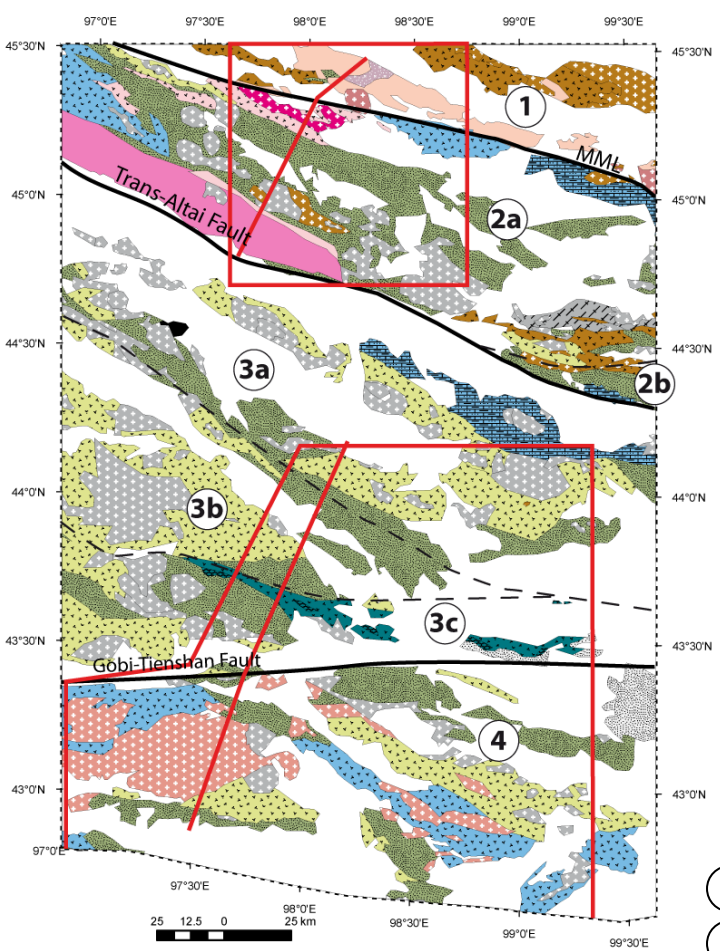 97°0'E 97°30'E 98°0'E 98°30'E 99°0'E 99°30'E
45°30'N 45°30'N
1
MML
Trans-Altai Fault
45°0'N 45°0'N
2a
44°30'N 44°30'N
3a
2b
44°0'N 44°0'N
3b
3c
43°30'N 43°30'N
Gobi-Tienshan Fault
4
43°0'N 43°0'N
97°0'E
97°30'E 98°0'E 98°30'E 99°0'E 99°30'E
25 12.5 0 25 km